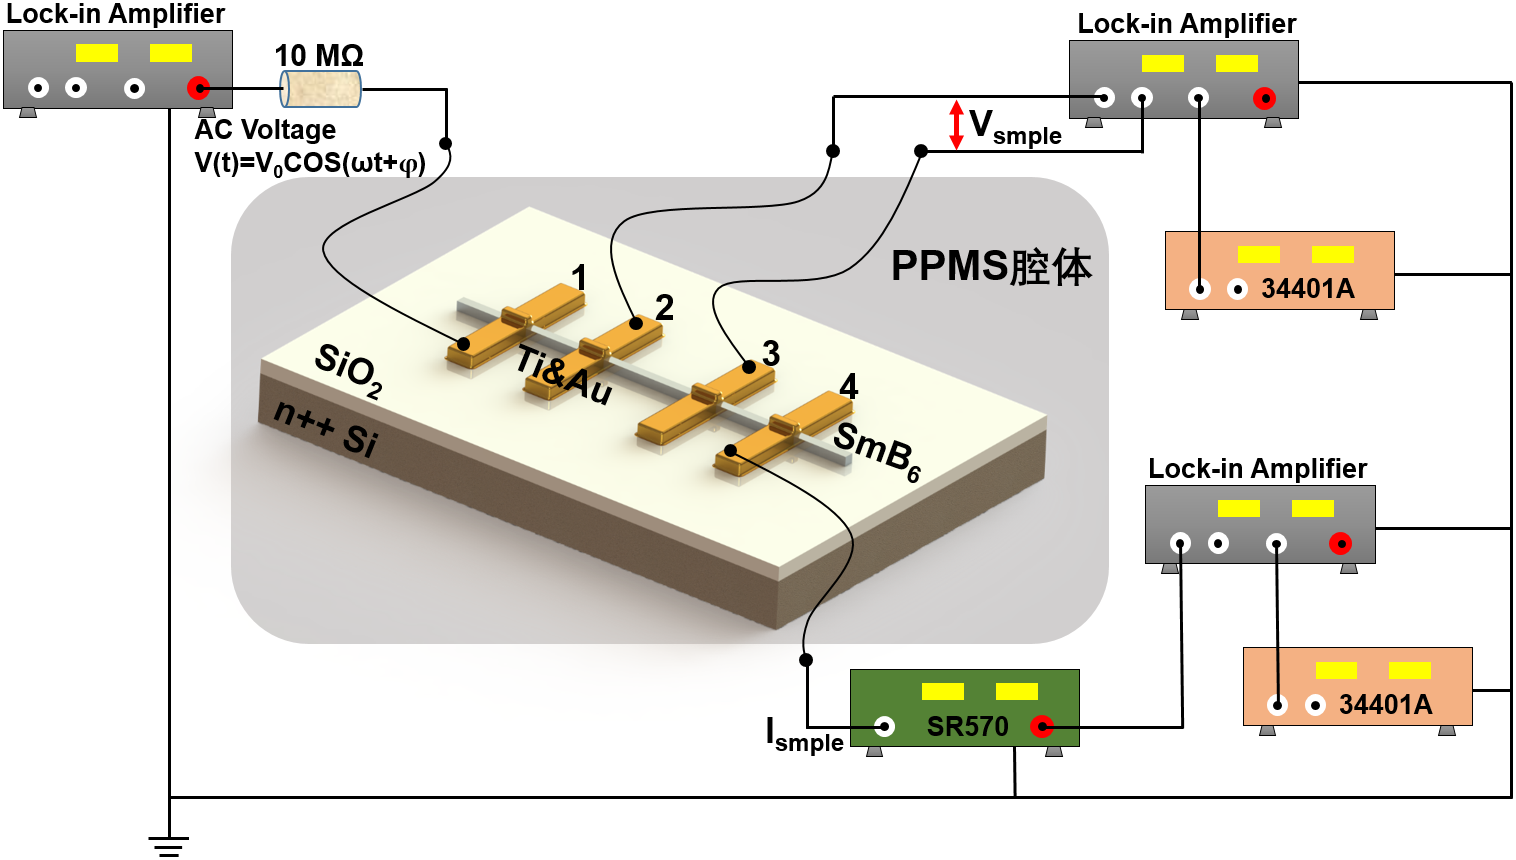 Lock-in Amplifier
10 MΩ
AC Voltage
V(t)=V₀COS(ωt+φ)
Lock-in Amplifier
Vsmple
34401A
PPMS腔体
1
2
3
4
Ti&Au
SiO₂
n++ Si
SmB₆
Lock-in Amplifier
34401A
Ismple
SR570